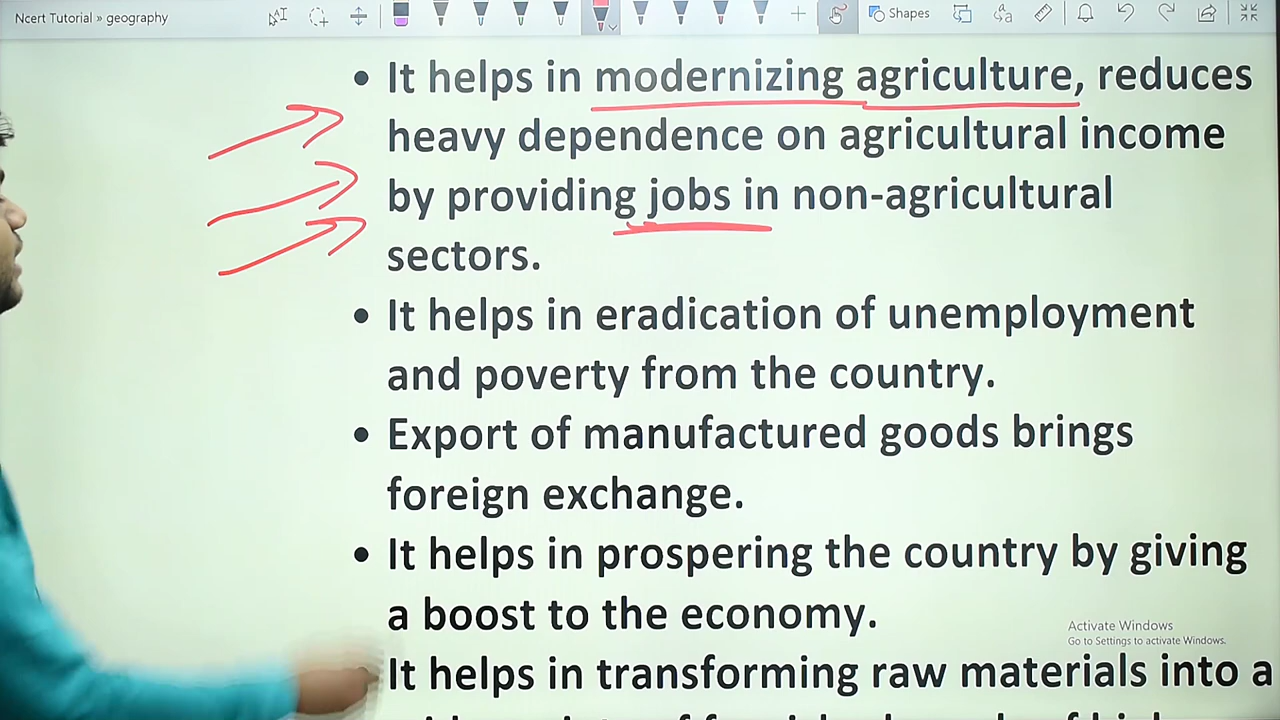 Ncert Tutorial » geography
Shapes
• It helps in modernizing agriculture, reduces
heavy dependence on agricultural income
by providing jobs in non-agricultural
sectors.
• It helps in eradication of unemployment
and poverty from the country.
• Export of manufactured goods brings
foreign exchange.
• It helps in prospering the country by giving
a boost to the economy.
Activate Windows
Go to Settings to activate Windows.
It helps in transforming raw materials into a